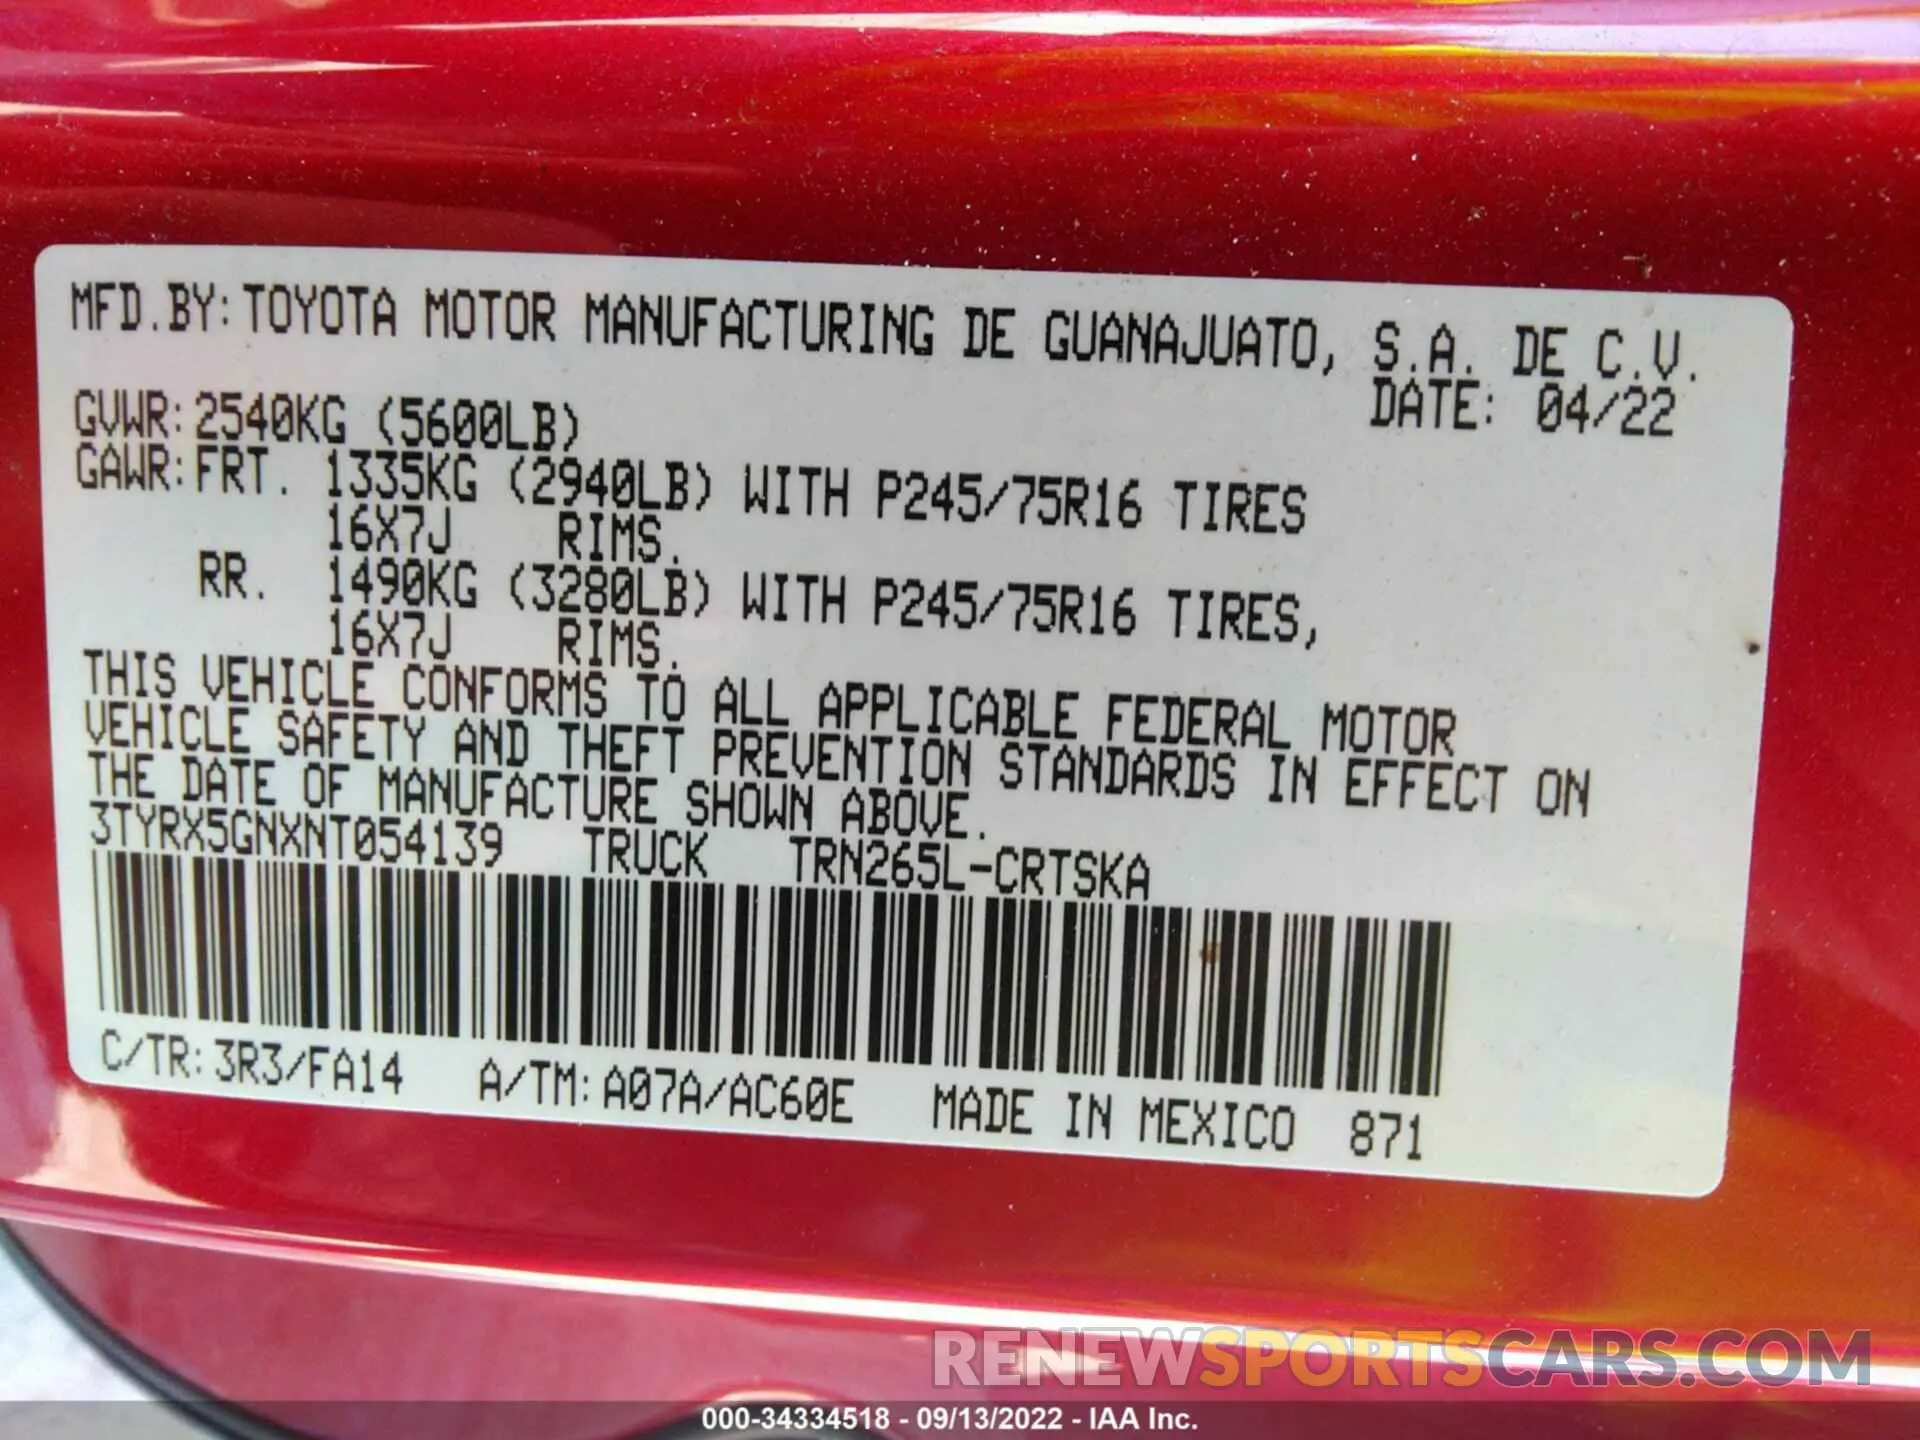 MFD.BY:TOYOTA MOTOR MANUFACTURING DE GUANAJUATO, S.A. DE C.V.
GVWR:2540KG (5600LB) DATE: 04/22
GAWR:FRT. 1335KG (2940LB) WITH P245/75R16 TIRES
16X7J RIMS.
RR. 1490KG (3280LB) WITH P245/75R16 TIRES,
16X7J RIMS.
THIS VEHICLE CONFORMS TO ALL APPLICABLE FEDERAL MOTOR
VEHICLE SAFETY AND THEFT PREVENTION STANDARDS IN EFFECT ON
THE DATE OF MANUFACTURE SHOWN ABOVE.
3TYRX5GNXNT054139 TRUCK TRN265L-CRTSKA
C/TR:3R3/FA14 A/TM:A07A/AC60E MADE IN MEXICO 871
RENEWSPORTSCARS.COM
000-34334518 - 09/13/2022 - IAA Inc.